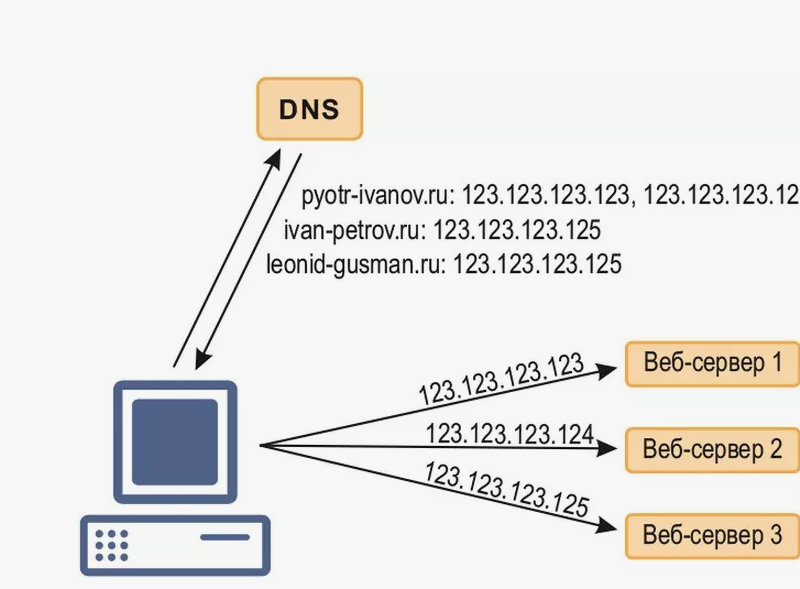 DNS
pyotr-ivanov.ru: 123.123.123.123, 123.123.123.12
ivan-petrov.ru: 123.123.123.125
leonid-gusman.ru: 123.123.123.125
123.123.123.123
Веб-сервер 1
123.123.123.124
Веб-сервер 2
123.123.123.125
Веб-сервер 3